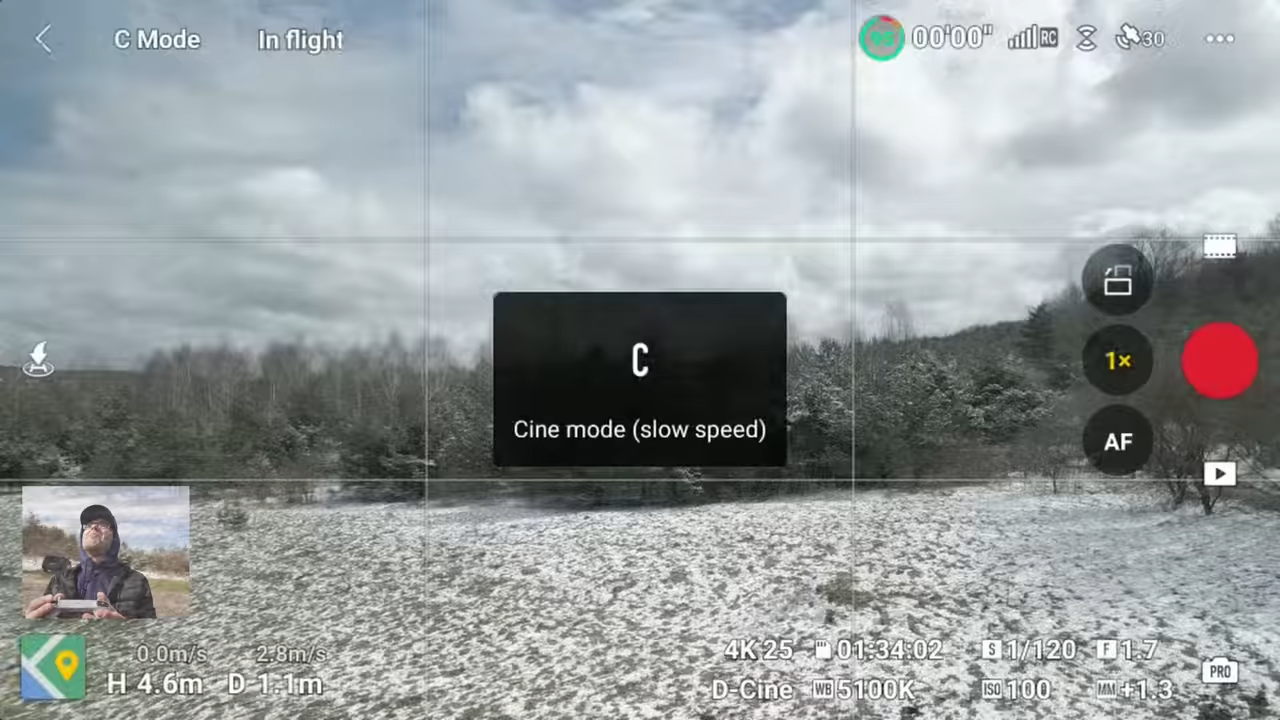 C Mode
In flight
95
00'00"
RC
30
1×
C
Cine mode (slow speed)
AF
0.0m/s
2.8m/s
H 4.6m
D 1.1m
4K 25
01:34:02
S 1/120
F 1.7
D-Cine
WB 5100K
ISO 100
MM +1.3
PRO